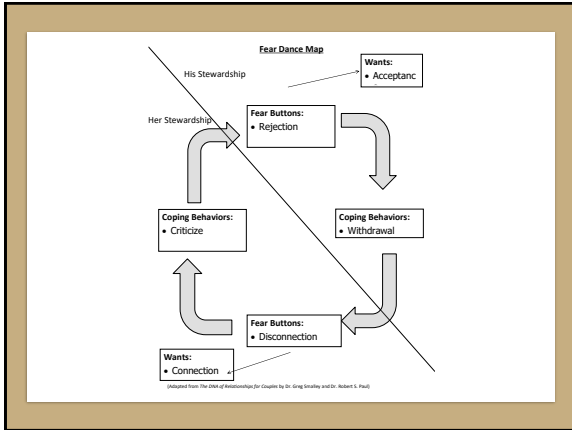 Fear Dance Map
His Stewardship
Wants:
• Acceptanc
Her Stewardship
Fear Buttons:
• Rejection
Coping Behaviors:
• Criticize
Coping Behaviors:
• Withdrawal
Fear Buttons:
• Disconnection
Wants:
• Connection
(Adapted from The DNA of Relationships for Couples by Dr. Greg Smalley and Dr. Robert S. Paul)